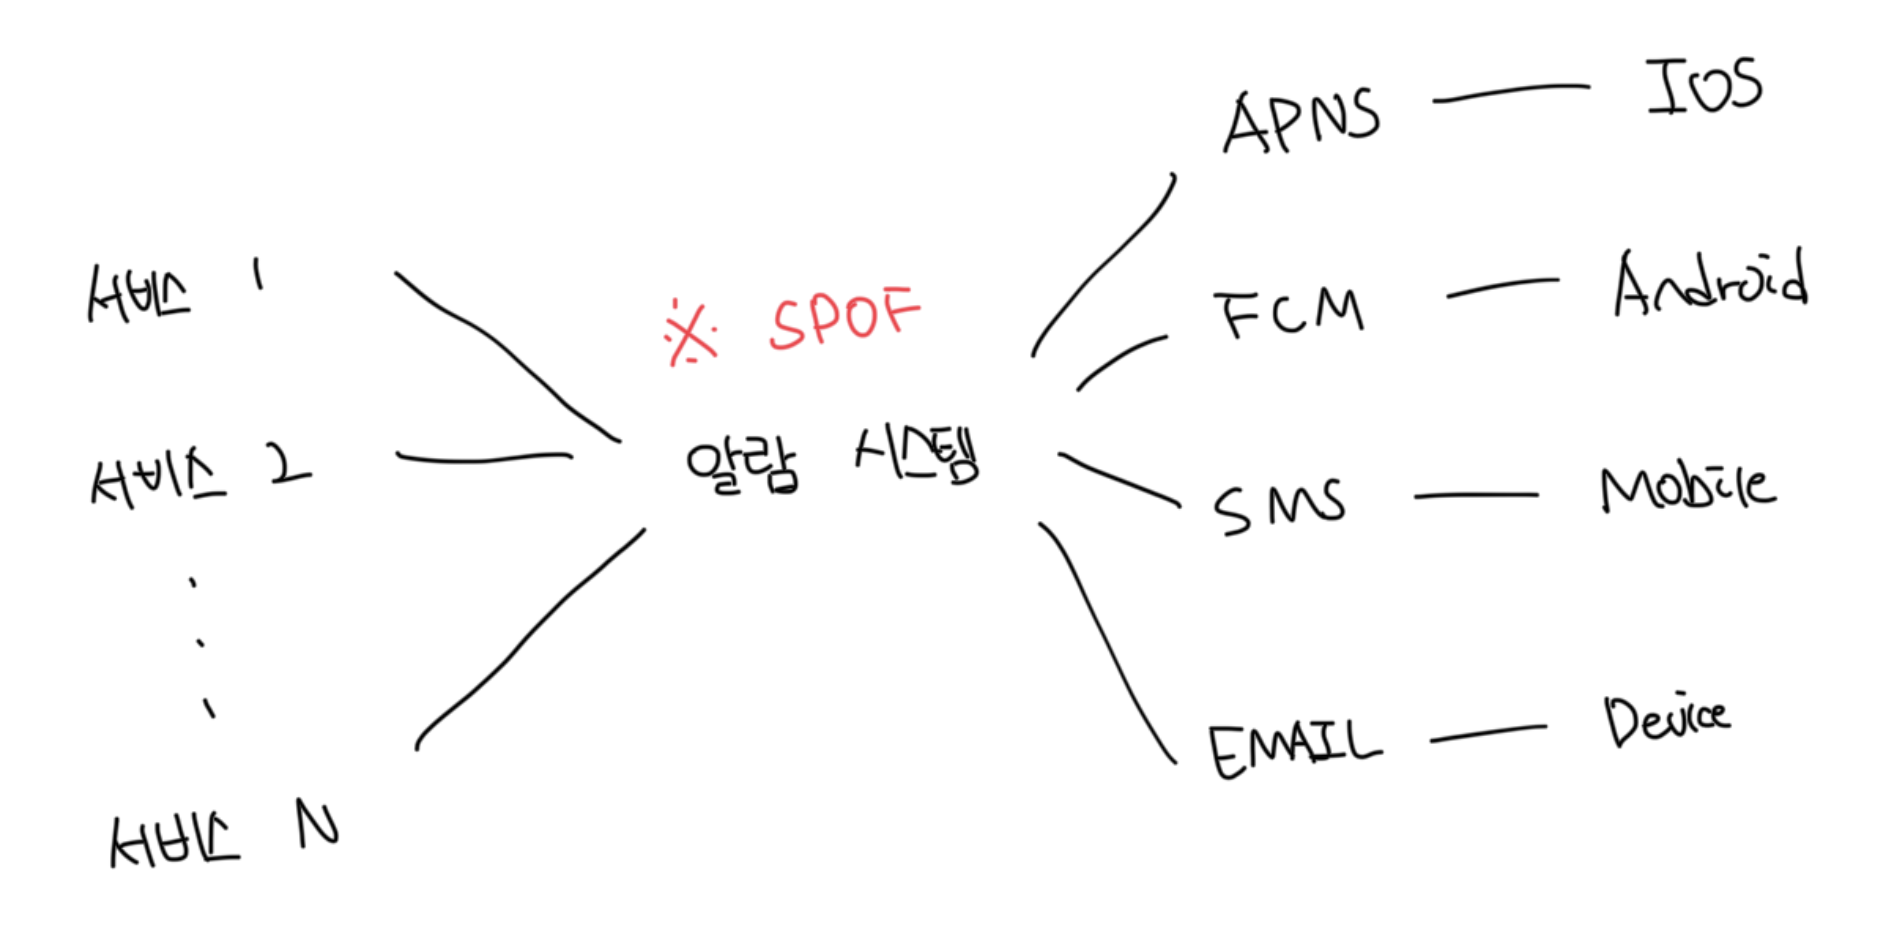 APNS IOS
서비스 1
※ SPOF
FCM Android
서비스 2
알람 시스템
SMS Mobile
서비스 N
EMAIL Device